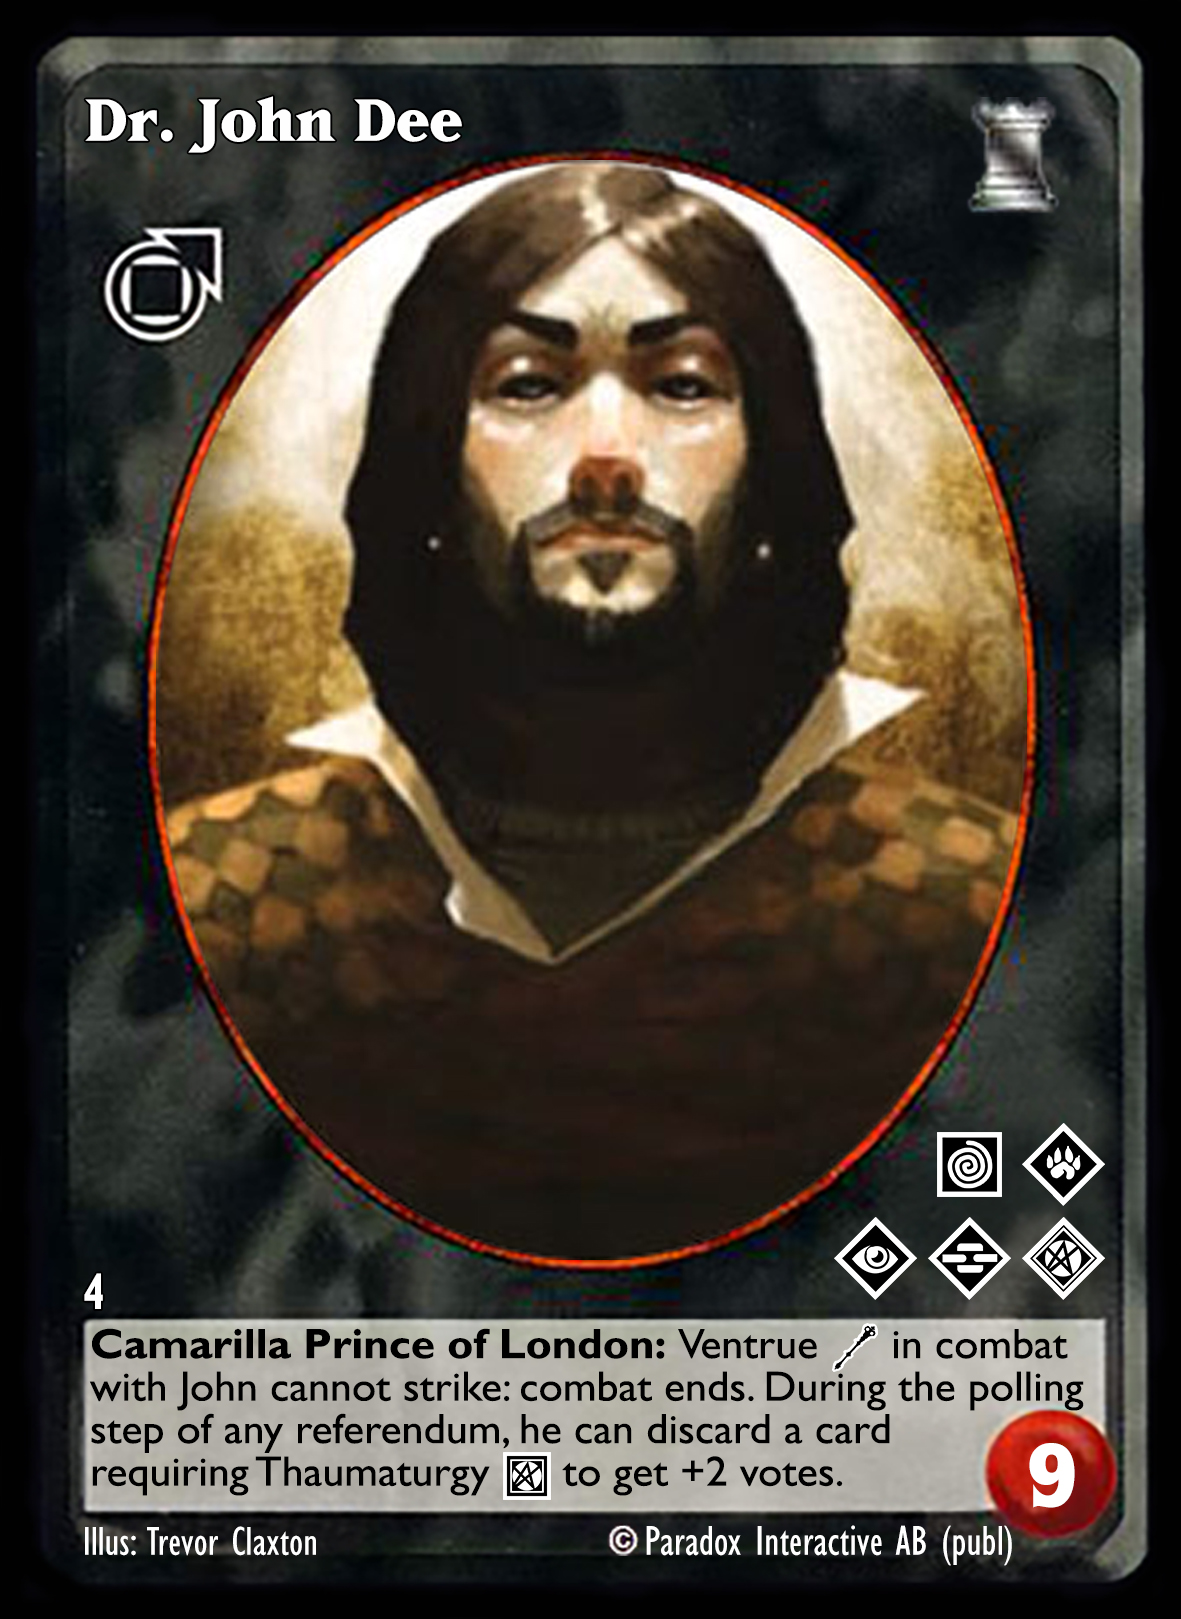 Dr. John Dee
4
Camarilla Prince of London: Ventrue in combat
with John cannot strike: combat ends. During the polling
step of any referendum, he can discard a card
requiring Thaumaturgy to get +2 votes.
9
Illus: Trevor Claxton
© Paradox Interactive AB (publ)